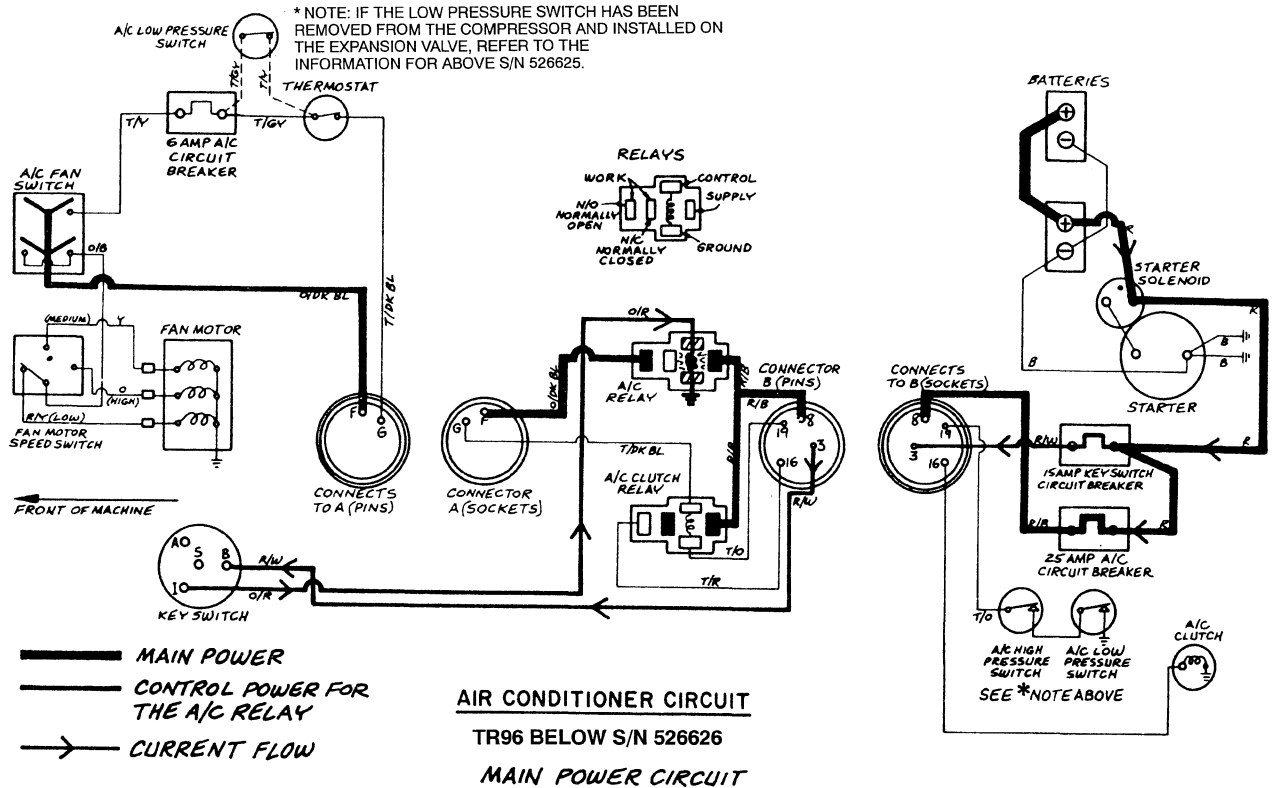 * NOTE: IF THE LOW PRESSURE SWITCH HAS BEEN
REMOVED FROM THE COMPRESSOR AND INSTALLED ON
THE EXPANSION VALVE, REFER TO THE
INFORMATION FOR ABOVE S/N 526625.
A/C LOW PRESSURE
SWITCH
T/GY
T/Y
THERMOSTAT
T/Y
T/GY
6 AMP A/C
CIRCUIT
BREAKER
A/C FAN
SWITCH
O/B
O/DK BL
T/DK BL
(MEDIUM)
Y
FAN MOTOR
O
(HIGH)
R/Y (LOW)
FAN MOTOR
SPEED SWITCH
F
G
CONNECTS
TO A (PINS)
FRONT OF MACHINE
RELAYS
WORK
CONTROL
SUPPLY
N/O
NORMALLY
OPEN
N/C
NORMALLY
CLOSED
GROUND
O/R
O/DK BL
A/C
RELAY
R/B
R/B
R/B
G
F
CONNECTOR
A (SOCKETS)
T/DK BL
A/C CLUTCH
RELAY
T/O
T/R
CONNECTOR
B (PINS)
8
19
3
16
R/W
CONNECTS
TO B (SOCKETS)
8
19
3
16
BATTERIES
+
−
+
−
R
STARTER
SOLENOID
R
B
B
B
STARTER
R/W
R
15 AMP KEY SWITCH
CIRCUIT BREAKER
R/B
R
25 AMP A/C
CIRCUIT BREAKER
T/O
A/C HIGH
PRESSURE
SWITCH
A/C LOW
PRESSURE
SWITCH
SEE * NOTE ABOVE
A/C
CLUTCH
A
S
B
I
R/W
O/R
KEY SWITCH
MAIN POWER
CONTROL POWER FOR
THE A/C RELAY
CURRENT FLOW
AIR CONDITIONER CIRCUIT
TR96 BELOW S/N 526626
MAIN POWER CIRCUIT